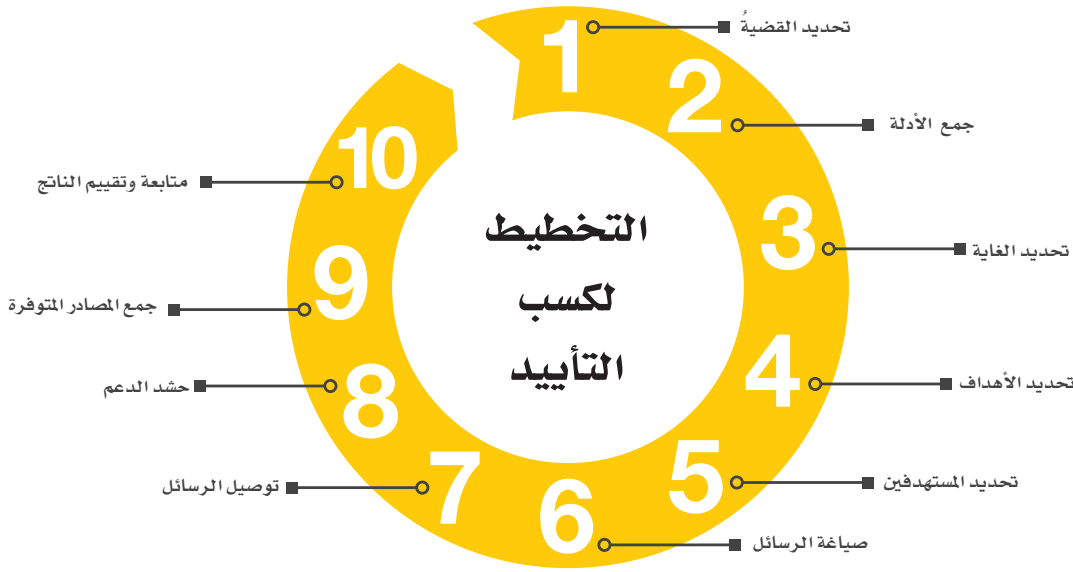 التخطيط
لكسب
التأييد
1
تحديد القضيةُ
2
جمع الأدلة
3
تحديد الغاية
4
تحديد الأهداف
5
تحديد المستهدفين
6
صياغة الرسائل
7
توصيل الرسائل
8
حشد الدعم
9
جمع المصادر المتوفرة
10
متابعة وتقييم الناتج